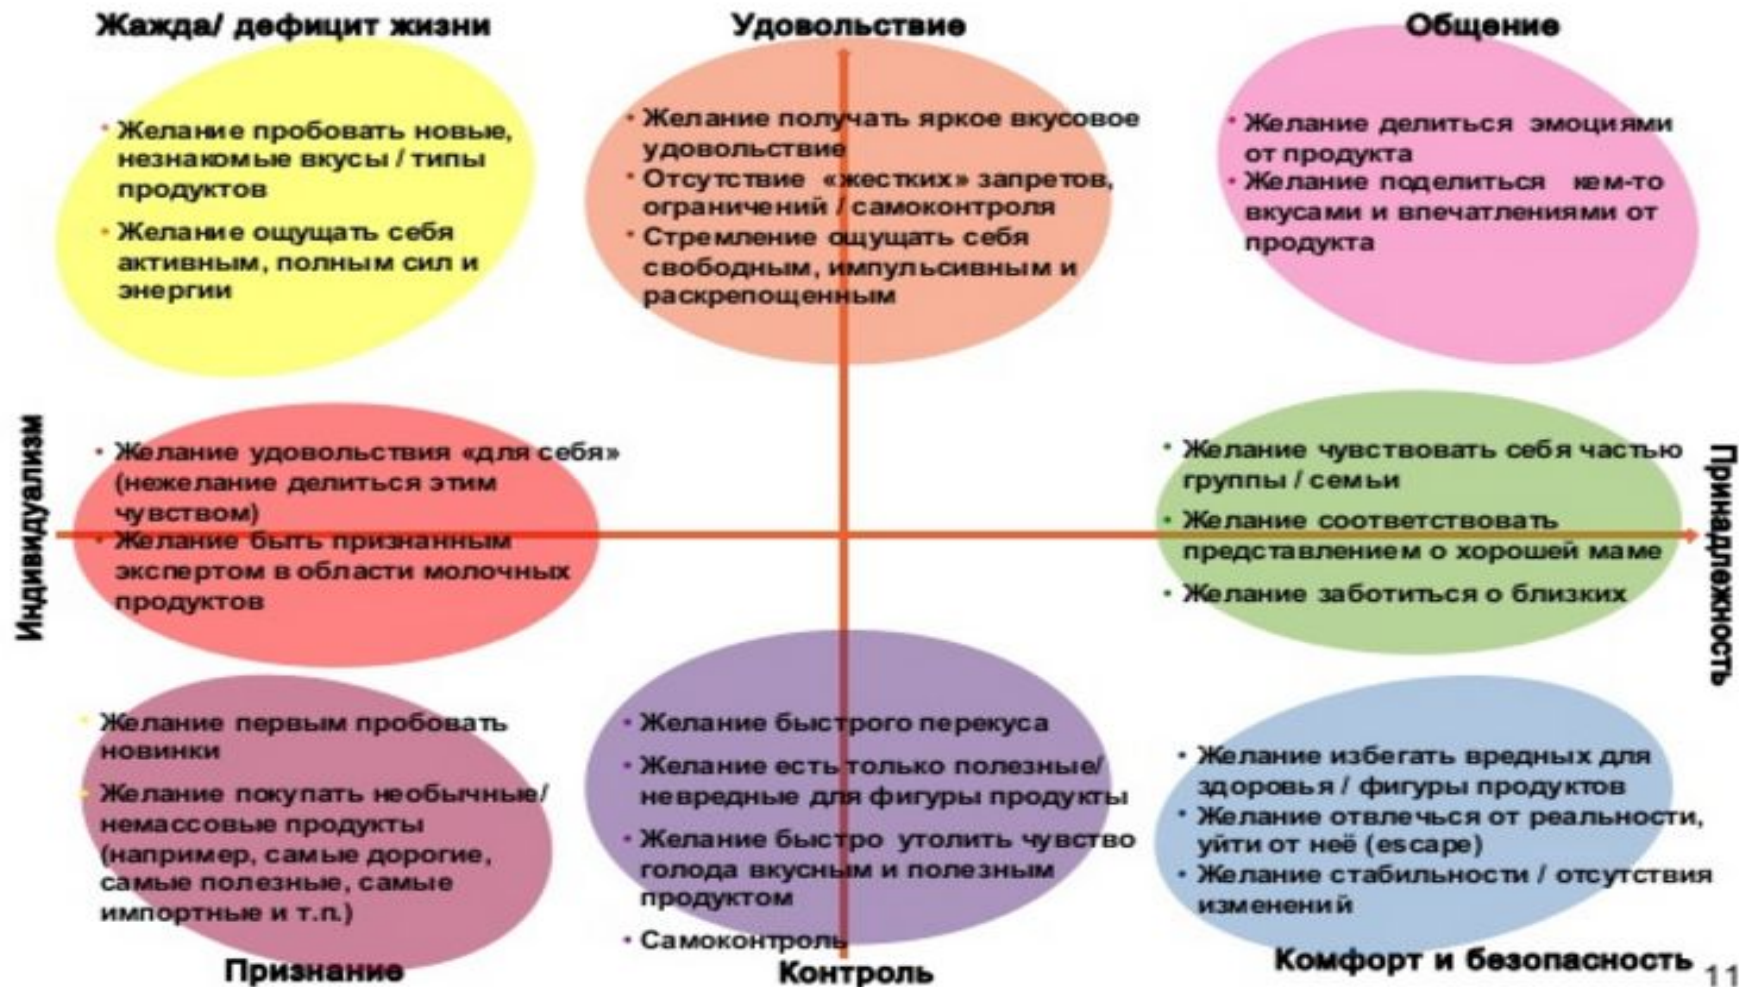 Жажда/ дефицит жизни
• Желание пробовать новые,
незнакомые вкусы / типы
продуктов
• Желание ощущать себя
активным, полным сил и
энергии
Удовольствие
• Желание получать яркое вкусовое
удовольствие
• Отсутствие «жестких» запретов,
ограничений / самоконтроля
• Стремление ощущать себя
свободным, импульсивным и
раскрепощенным
Общение
• Желание делиться эмоциями
от продукта
• Желание поделиться кем-то
вкусами и впечатлениями от
продукта
Индивидуализм
• Желание удовольствия «для себя»
(нежелание делиться этим
чувством)
• Желание быть признанным
экспертом в области молочных
продуктов
• Желание чувствовать себя частью
группы / семьи
• Желание соответствовать
представлением о хорошей маме
• Желание заботиться о близких
Принадлежность
• Желание первым пробовать
новинки
• Желание покупать необычные/
немассовые продукты
(например, самые дорогие,
самые полезные, самые
импортные и т.п.)
Признание
• Желание быстрого перекуса
• Желание есть только полезные/
невредные для фигуры продукты
• Желание быстро утолить чувство
голода вкусным и полезным
продуктом
• Самоконтроль
Контроль
• Желание избегать вредных для
здоровья / фигуры продуктов
• Желание отвлечься от реальности,
уйти от неё (escape)
• Желание стабильности / отсутствия
изменений
Комфорт и безопасность
11